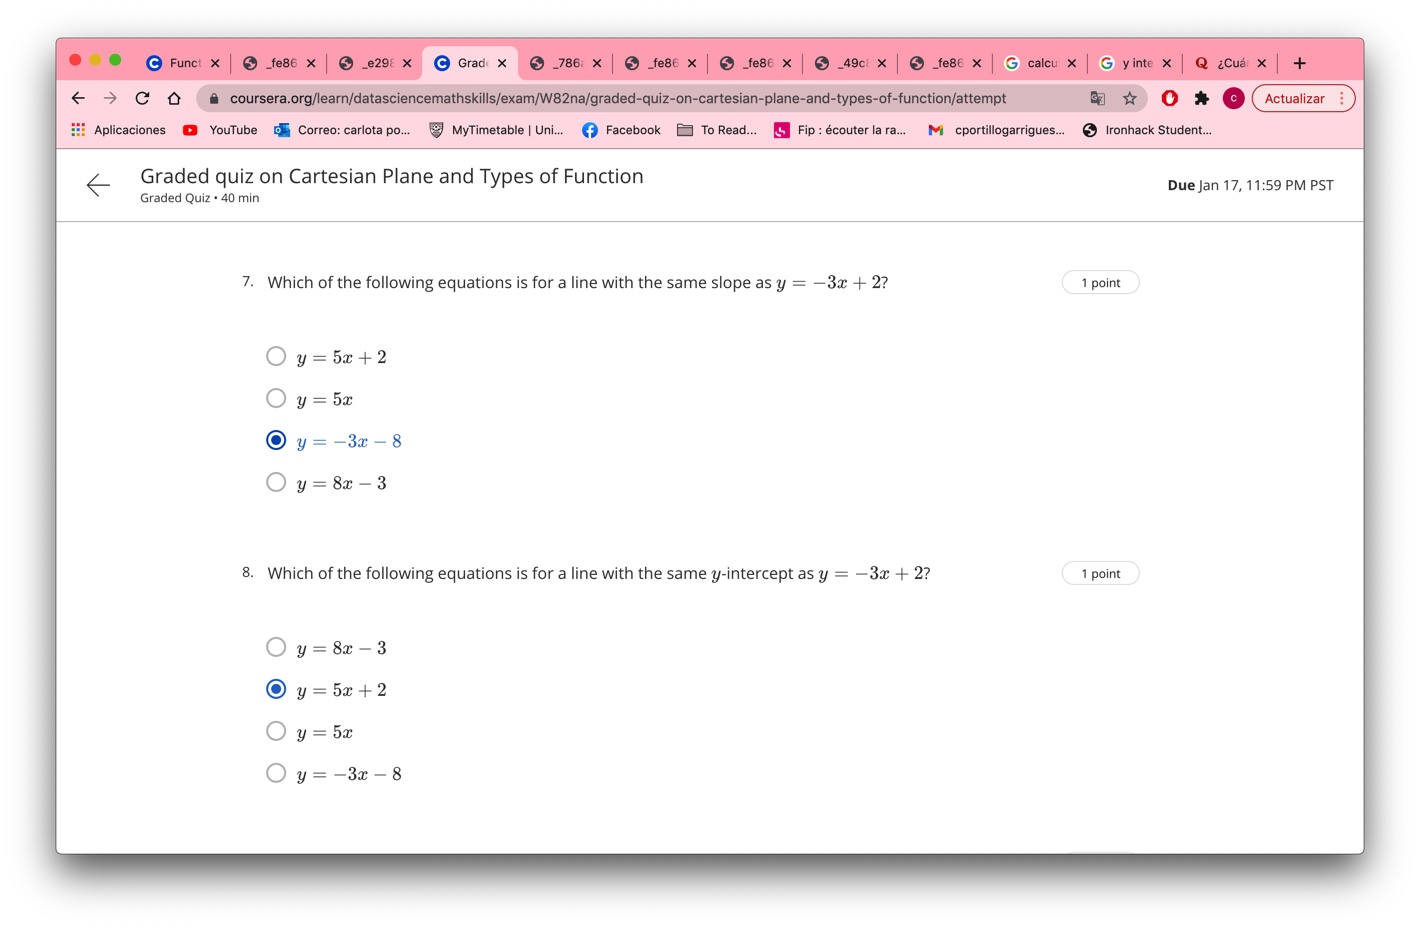 Funct
_fe86
_e298
Grade
_786a
_fe86
_fe86
_49c8
_fe86
calcu
y inte
¿Cuál
coursera.org/learn/datasciencemathskills/exam/W82na/graded-quiz-on-cartesian-plane-and-types-of-function/attempt
C
Actualizar
Aplicaciones
YouTube
Correo: carlota po...
MyTimetable | Uni...
Facebook
To Read...
Fip : écouter la ra...
cportillogarrigues...
Ironhack Student...
Graded quiz on Cartesian Plane and Types of Function
Graded Quiz • 40 min
Due Jan 17, 11:59 PM PST
7. Which of the following equations is for a line with the same slope as y = −3x + 2?
1 point
y = 5x + 2
y = 5x
y = −3x − 8
y = 8x − 3
8. Which of the following equations is for a line with the same y-intercept as y = −3x + 2?
1 point
y = 8x − 3
y = 5x + 2
y = 5x
y = −3x − 8